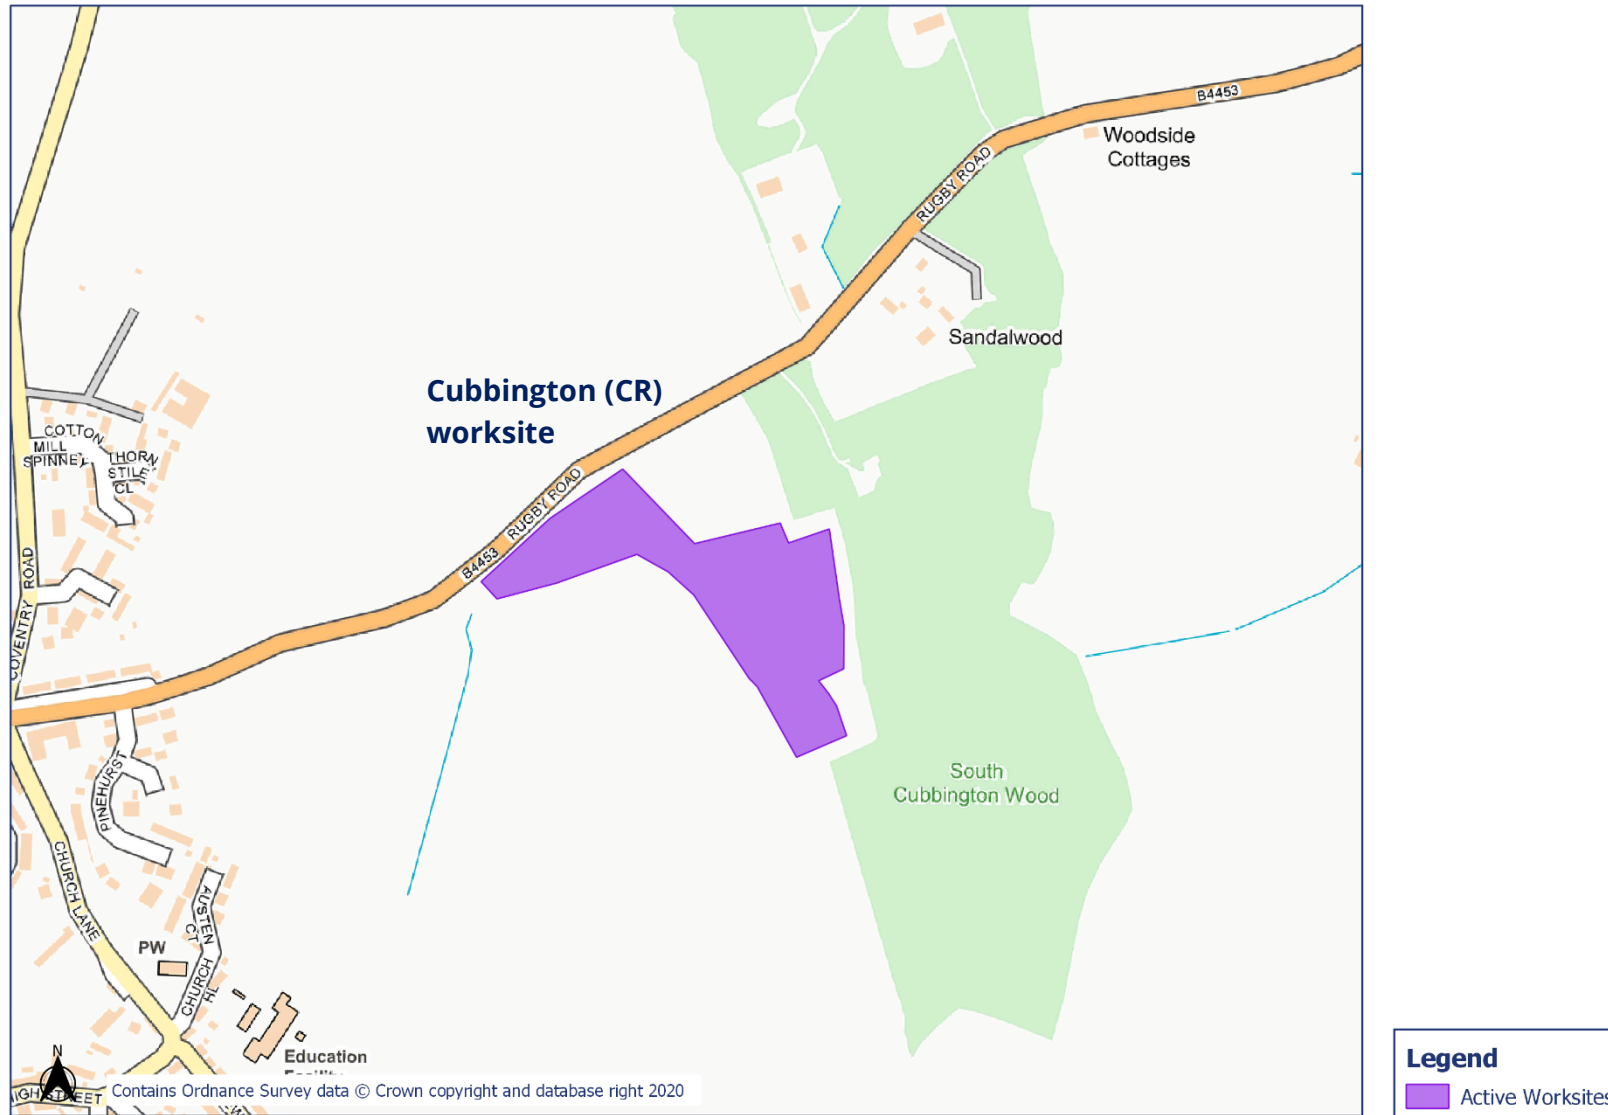 B4453
Woodside
Cottages
RUGBY ROAD
Sandalwood
Cubbington (CR)
worksite
COTTON
MILL
SPINNEY
THORN
STILE
CL
RUGBY ROAD
B4453
COVENTRY ROAD
PINEHURST
South
Cubbington Wood
CHURCH LANE
AUSTEN
CT
PW
CHURCH
HL
Education
N
STREET
Contains Ordnance Survey data © Crown copyright and database right 2020
Legend
Active Worksites